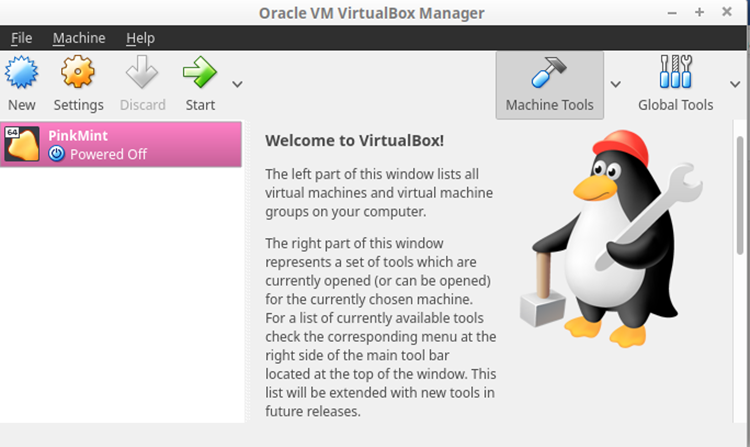 Oracle VM VirtualBox Manager
File Machine Help
New Settings Discard Start Machine Tools Global Tools
64 PinkMint
Powered Off
Welcome to VirtualBox!
The left part of this window lists all
virtual machines and virtual machine
groups on your computer.
The right part of this window
represents a set of tools which are
currently opened (or can be opened)
for the currently chosen machine.
For a list of currently available tools
check the corresponding menu at the
right side of the main tool bar
located at the top of the window. This
list will be extended with new tools in
future releases.